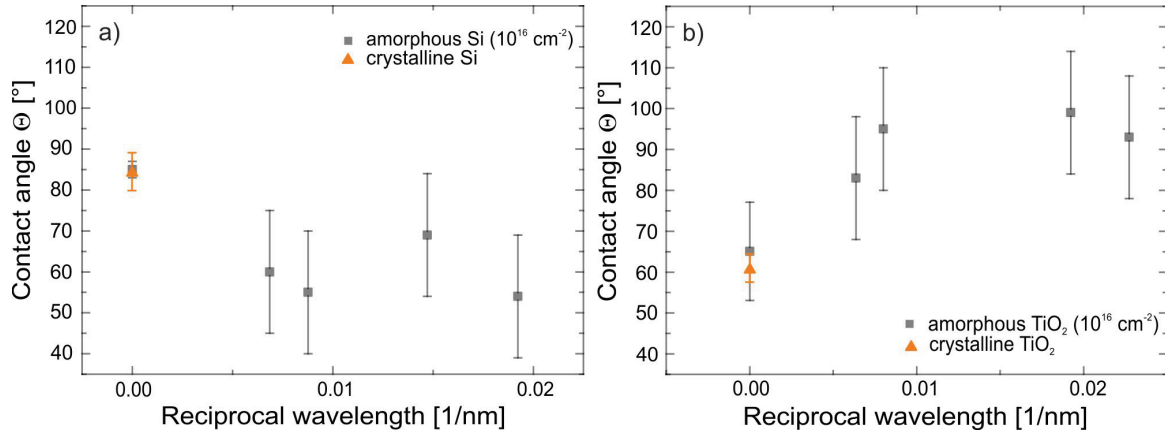 a)
amorphous Si (10¹⁶ cm⁻²)
crystalline Si
120
110
100
90
80
70
60
50
40
Contact angle Θ [°]
0.00
0.01
0.02
Reciprocal wavelength [1/nm]
b)
120
110
100
90
80
70
60
50
40
Contact angle Θ [°]
amorphous TiO₂ (10¹⁶ cm⁻²)
crystalline TiO₂
0.00
0.01
0.02
Reciprocal wavelength [1/nm]